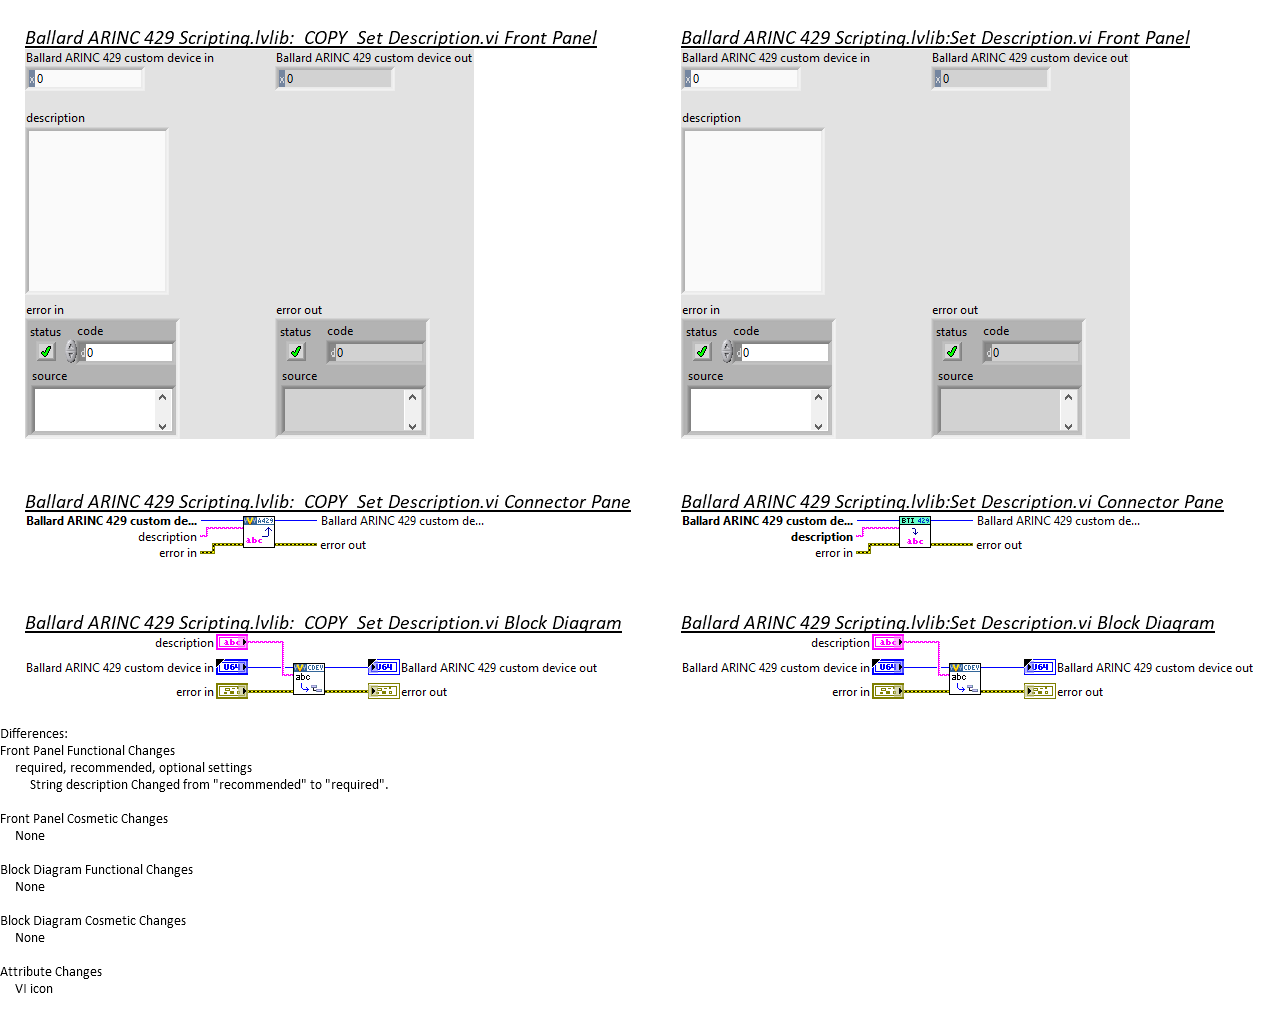 Ballard ARINC 429 Scripting.lvlib:  COPY  Set Description.vi Front Panel
Ballard ARINC 429 custom device in
Ballard ARINC 429 custom device out
x 0
x 0
description
error in
error out
status
code
status
code
d 0
d 0
source
source
Ballard ARINC 429 Scripting.lvlib:Set Description.vi Front Panel
Ballard ARINC 429 custom device in
Ballard ARINC 429 custom device out
x 0
x 0
description
error in
error out
status
code
status
code
d 0
d 0
source
source
Ballard ARINC 429 Scripting.lvlib:  COPY  Set Description.vi Connector Pane
Ballard ARINC 429 custom de...
A429
Ballard ARINC 429 custom de...
description
abc
error in
error out
Ballard ARINC 429 Scripting.lvlib:Set Description.vi Connector Pane
Ballard ARINC 429 custom de...
BTI 429
Ballard ARINC 429 custom de...
description
abc
error in
error out
Ballard ARINC 429 Scripting.lvlib:  COPY  Set Description.vi Block Diagram
description
abc
Ballard ARINC 429 custom device in
U64
CDEV
U64
Ballard ARINC 429 custom device out
abc
error in
error out
Ballard ARINC 429 Scripting.lvlib:Set Description.vi Block Diagram
description
abc
Ballard ARINC 429 custom device in
U64
CDEV
U64
Ballard ARINC 429 custom device out
abc
error in
error out
Differences:
Front Panel Functional Changes
required, recommended, optional settings
String description Changed from "recommended" to "required".
Front Panel Cosmetic Changes
None
Block Diagram Functional Changes
None
Block Diagram Cosmetic Changes
None
Attribute Changes
VI icon